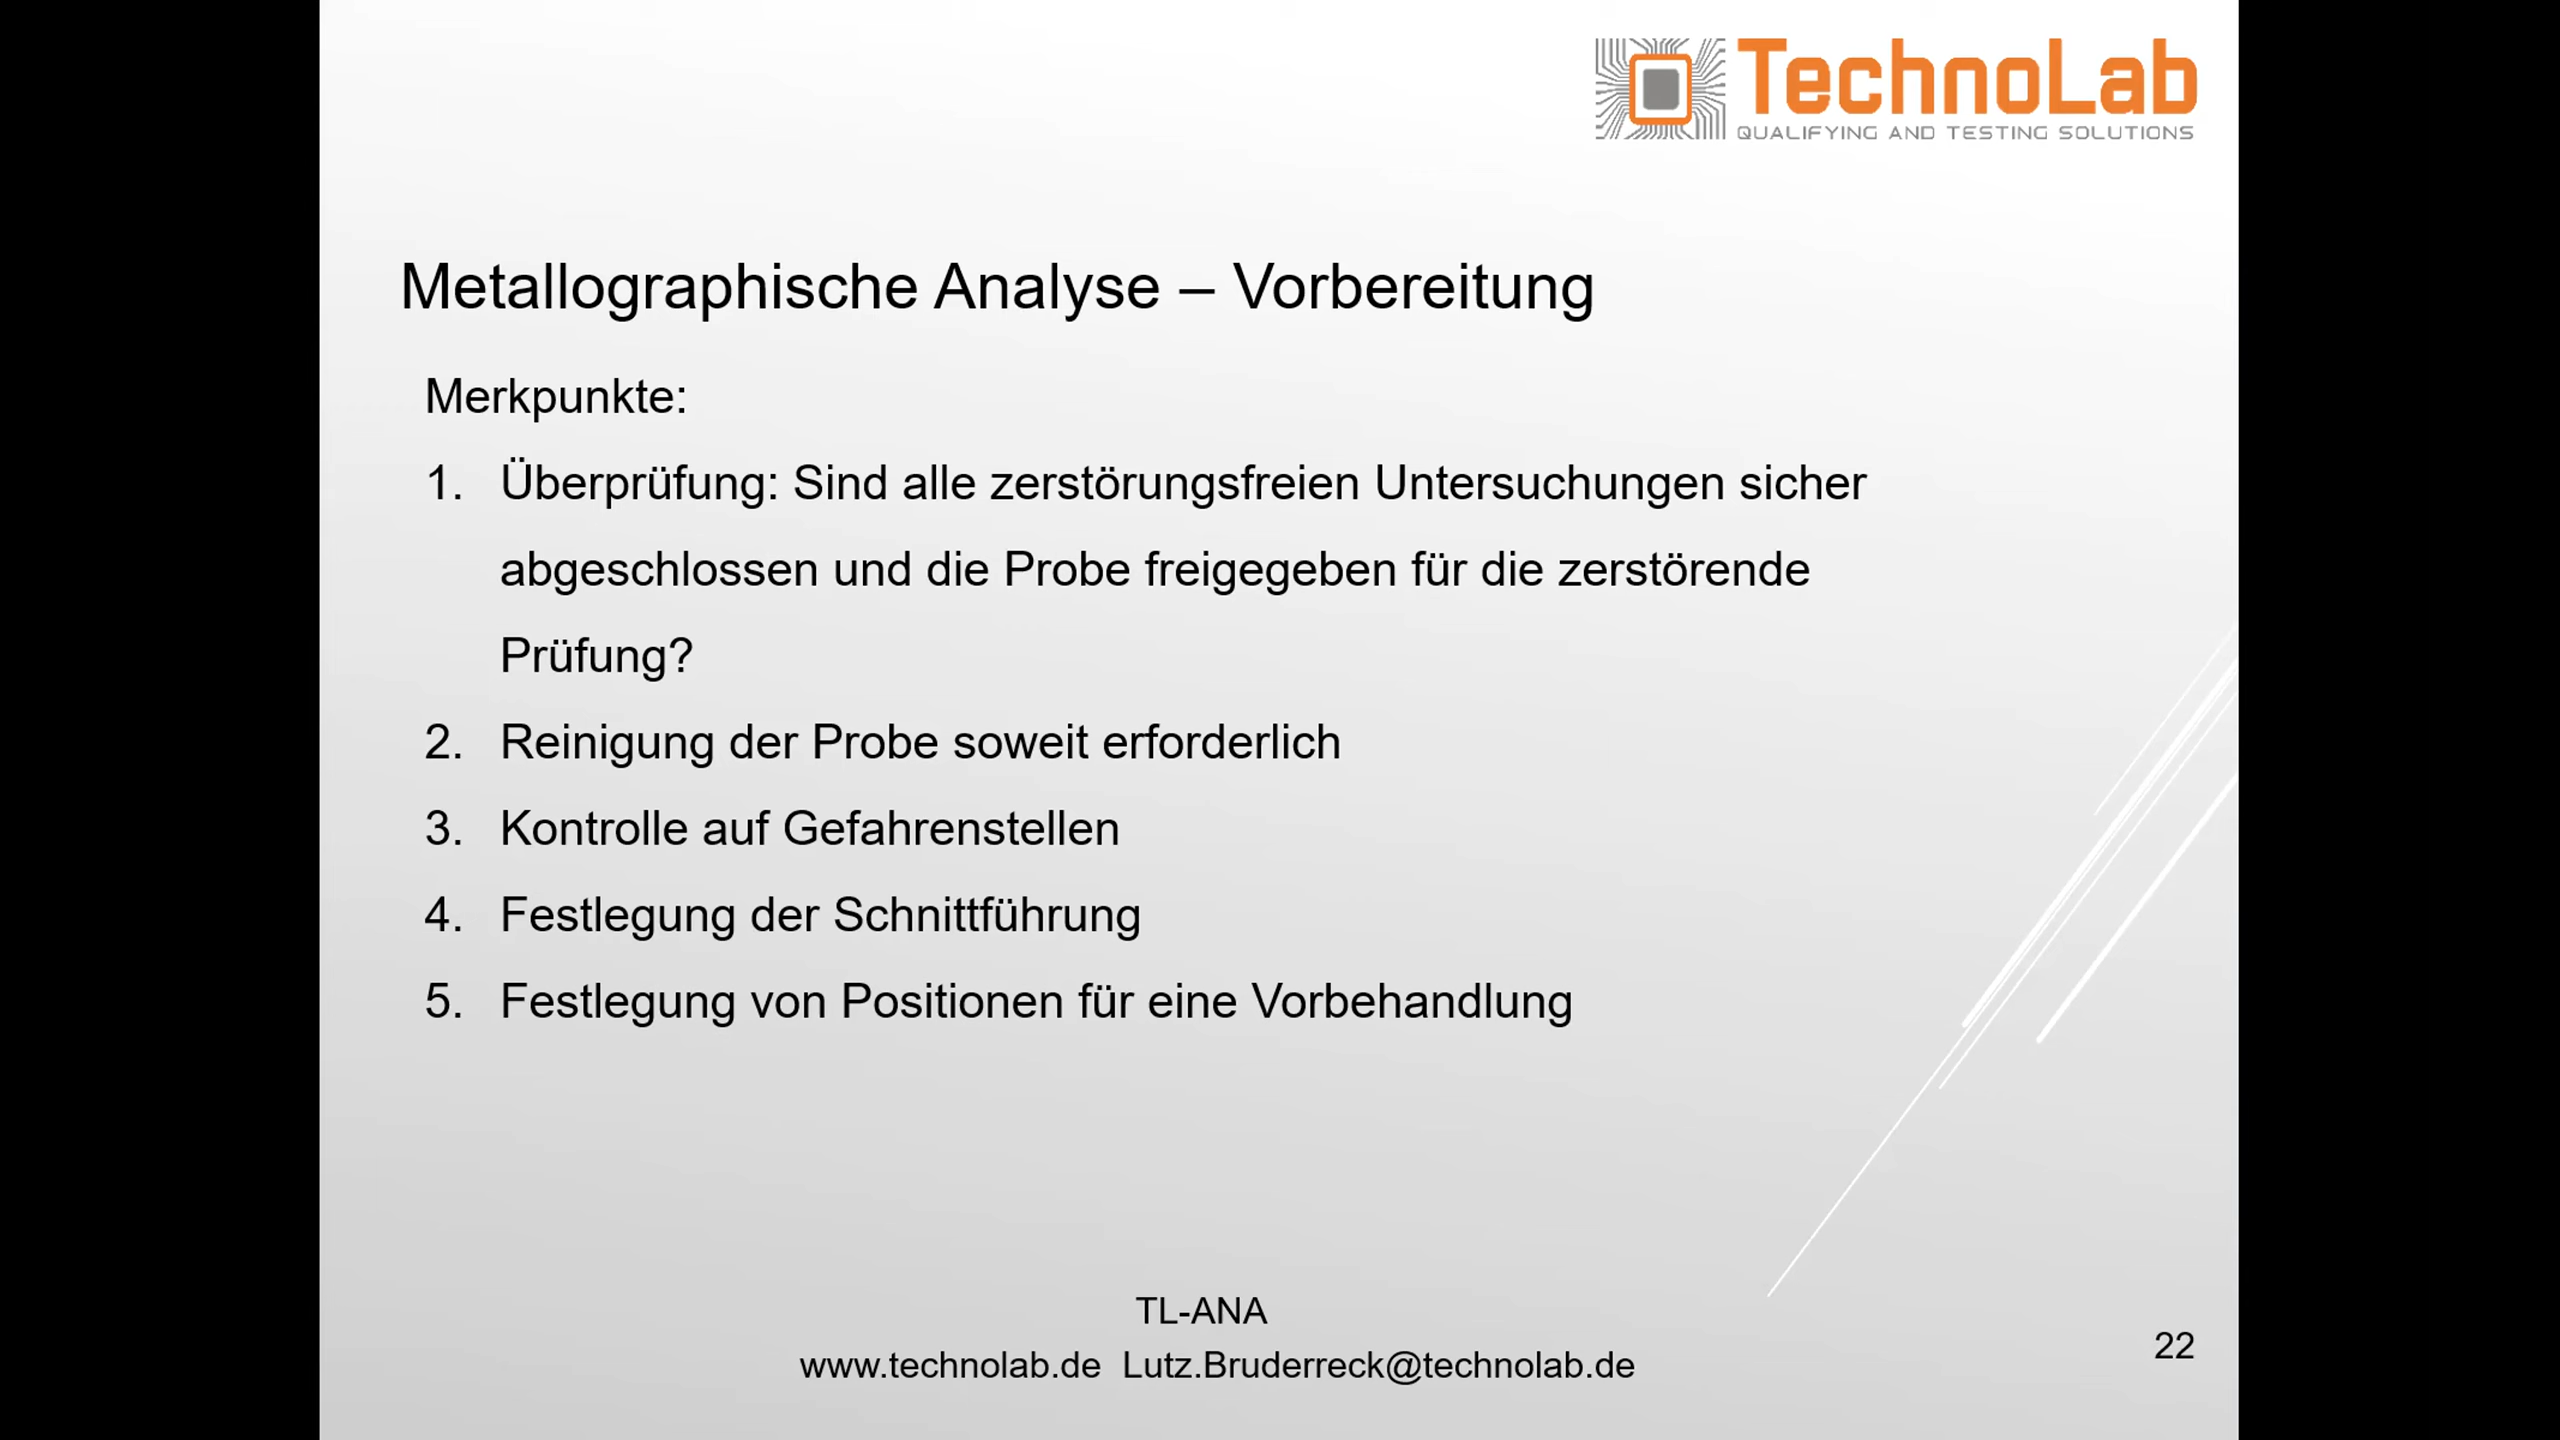 TechnoLab
QUALIFYING AND TESTING SOLUTIONS
Metallographische Analyse – Vorbereitung
Merkpunkte:
1. Überprüfung: Sind alle zerstörungsfreien Untersuchungen sicher
abgeschlossen und die Probe freigegeben für die zerstörende
Prüfung?
2. Reinigung der Probe soweit erforderlich
3. Kontrolle auf Gefahrenstellen
4. Festlegung der Schnittführung
5. Festlegung von Positionen für eine Vorbehandlung
TL-ANA
www.technolab.de Lutz.Bruderreck@technolab.de
22